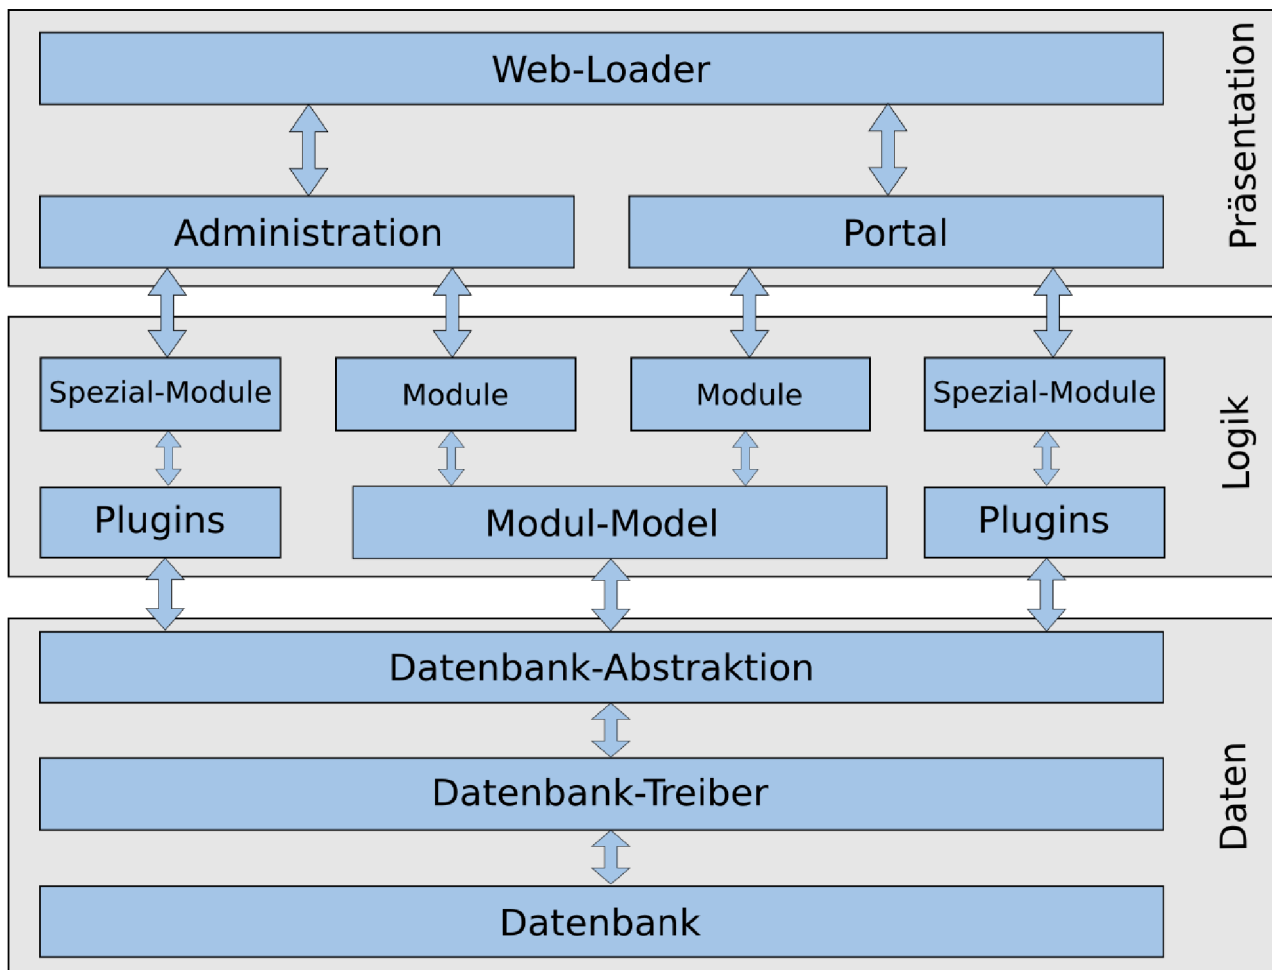 Web-Loader
Präsentation
Administration
Portal
Spezial-Module
Module
Module
Spezial-Module
Logik
Plugins
Modul-Model
Plugins
Datenbank-Abstraktion
Datenbank-Treiber
Daten
Datenbank